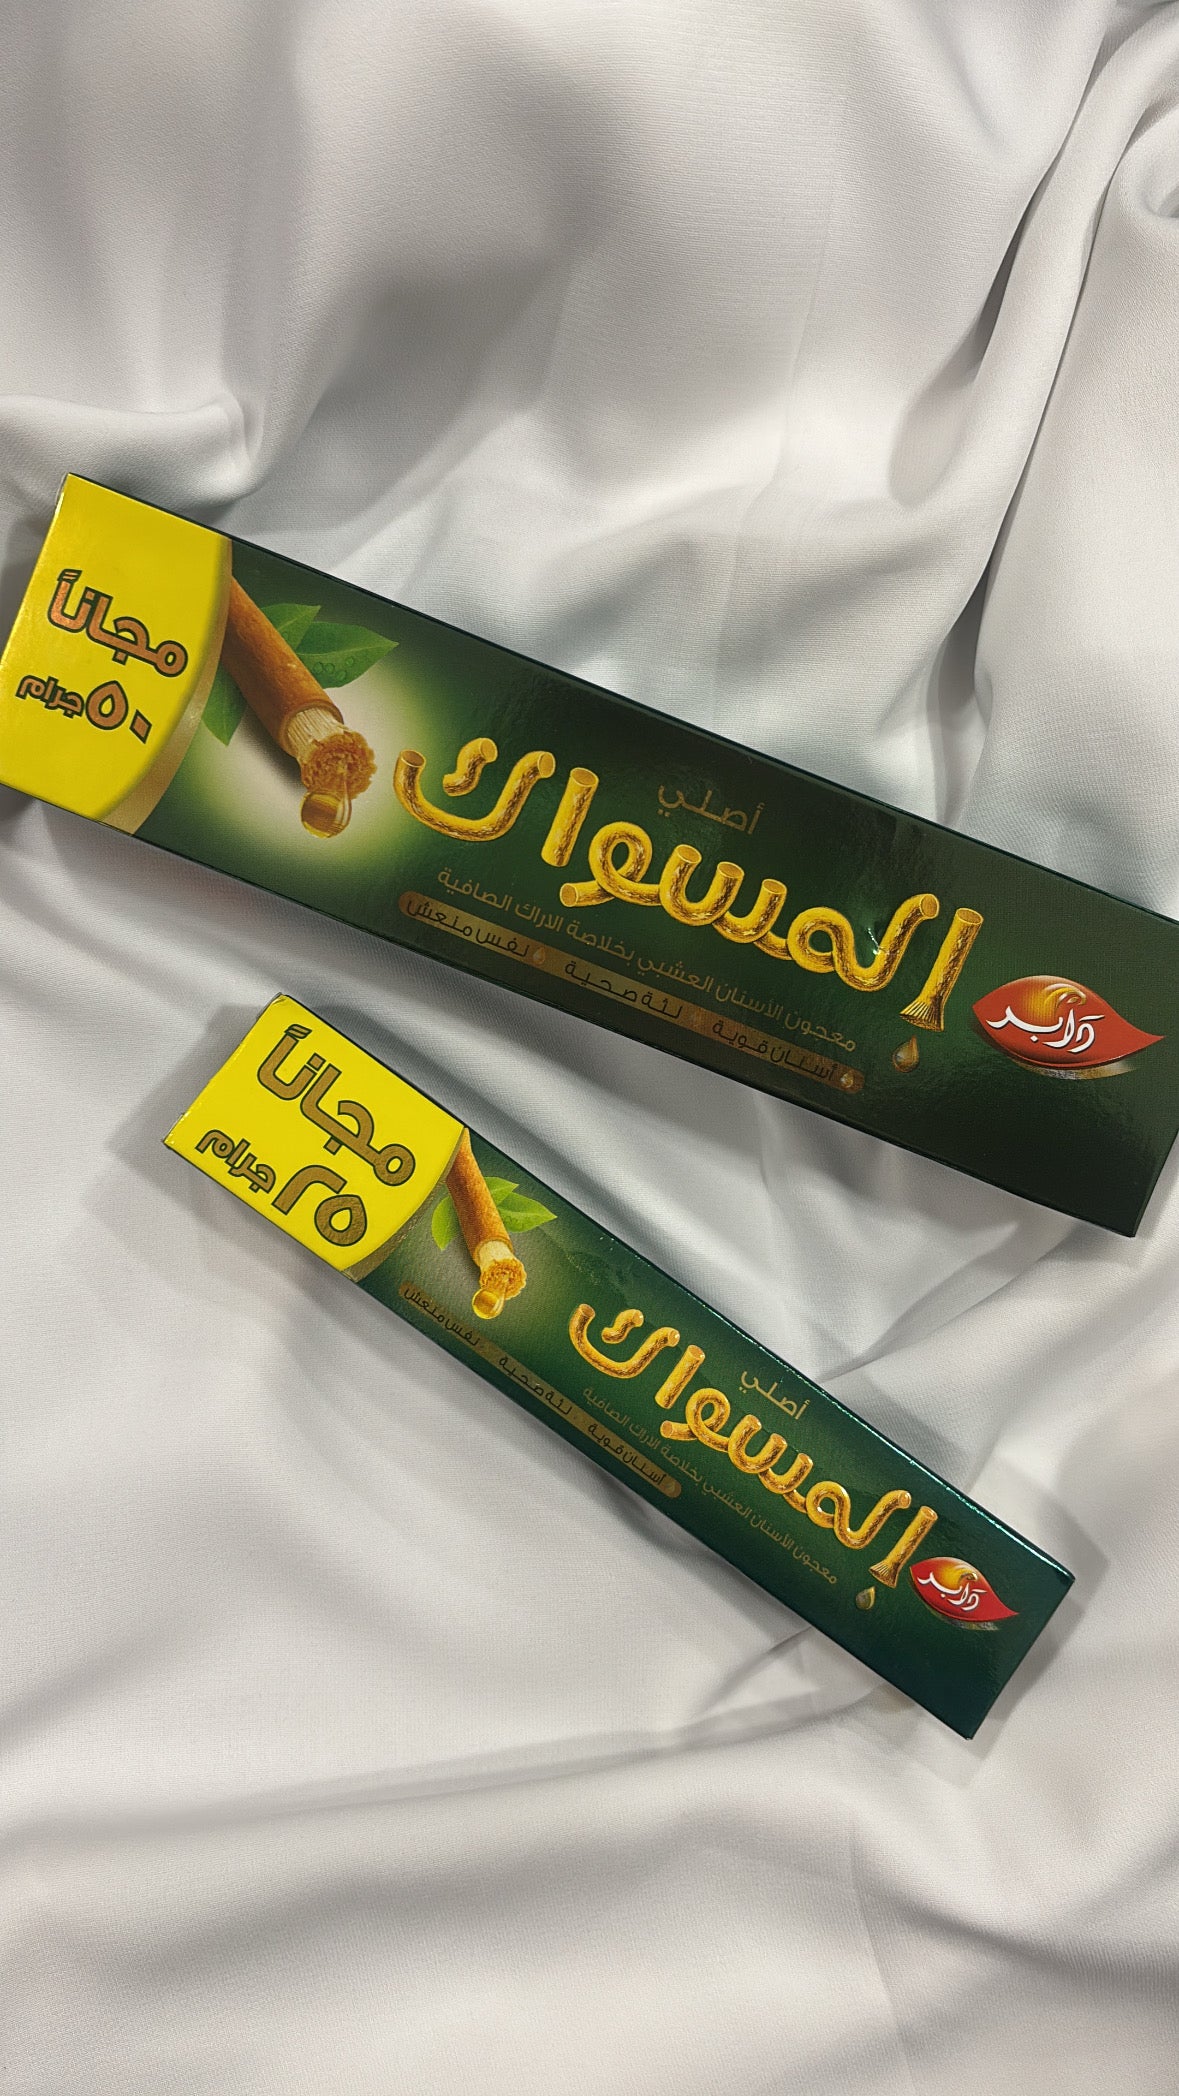 مجاناً
٥٠ جرام
أصلي
المسواك
معجون الأسنان العشبي بخلاصة الاراك الصافية
أسنان قوية لثة صحية نفس منعش
دابر
مجاناً
٢٥ جرام
أصلي
المسواك
معجون الأسنان العشبي بخلاصة الاراك الصافية
أسنان قوية لثة صحية نفس منعش
دابر